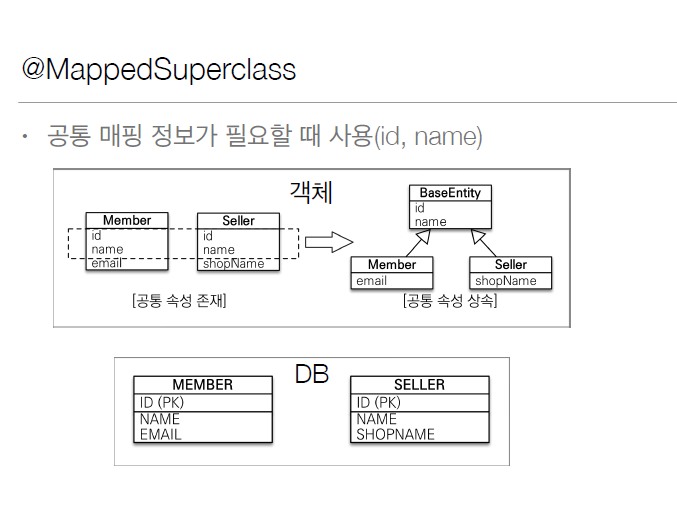 @MappedSuperclass
• 공통 매핑 정보가 필요할 때 사용(id, name)
객체
Member
id
name
email
Seller
id
name
shopName
[공통 속성 존재]
BaseEntity
id
name
Member
email
Seller
shopName
[공통 속성 상속]
DB
MEMBER
ID (PK)
NAME
EMAIL
SELLER
ID (PK)
NAME
SHOPNAME